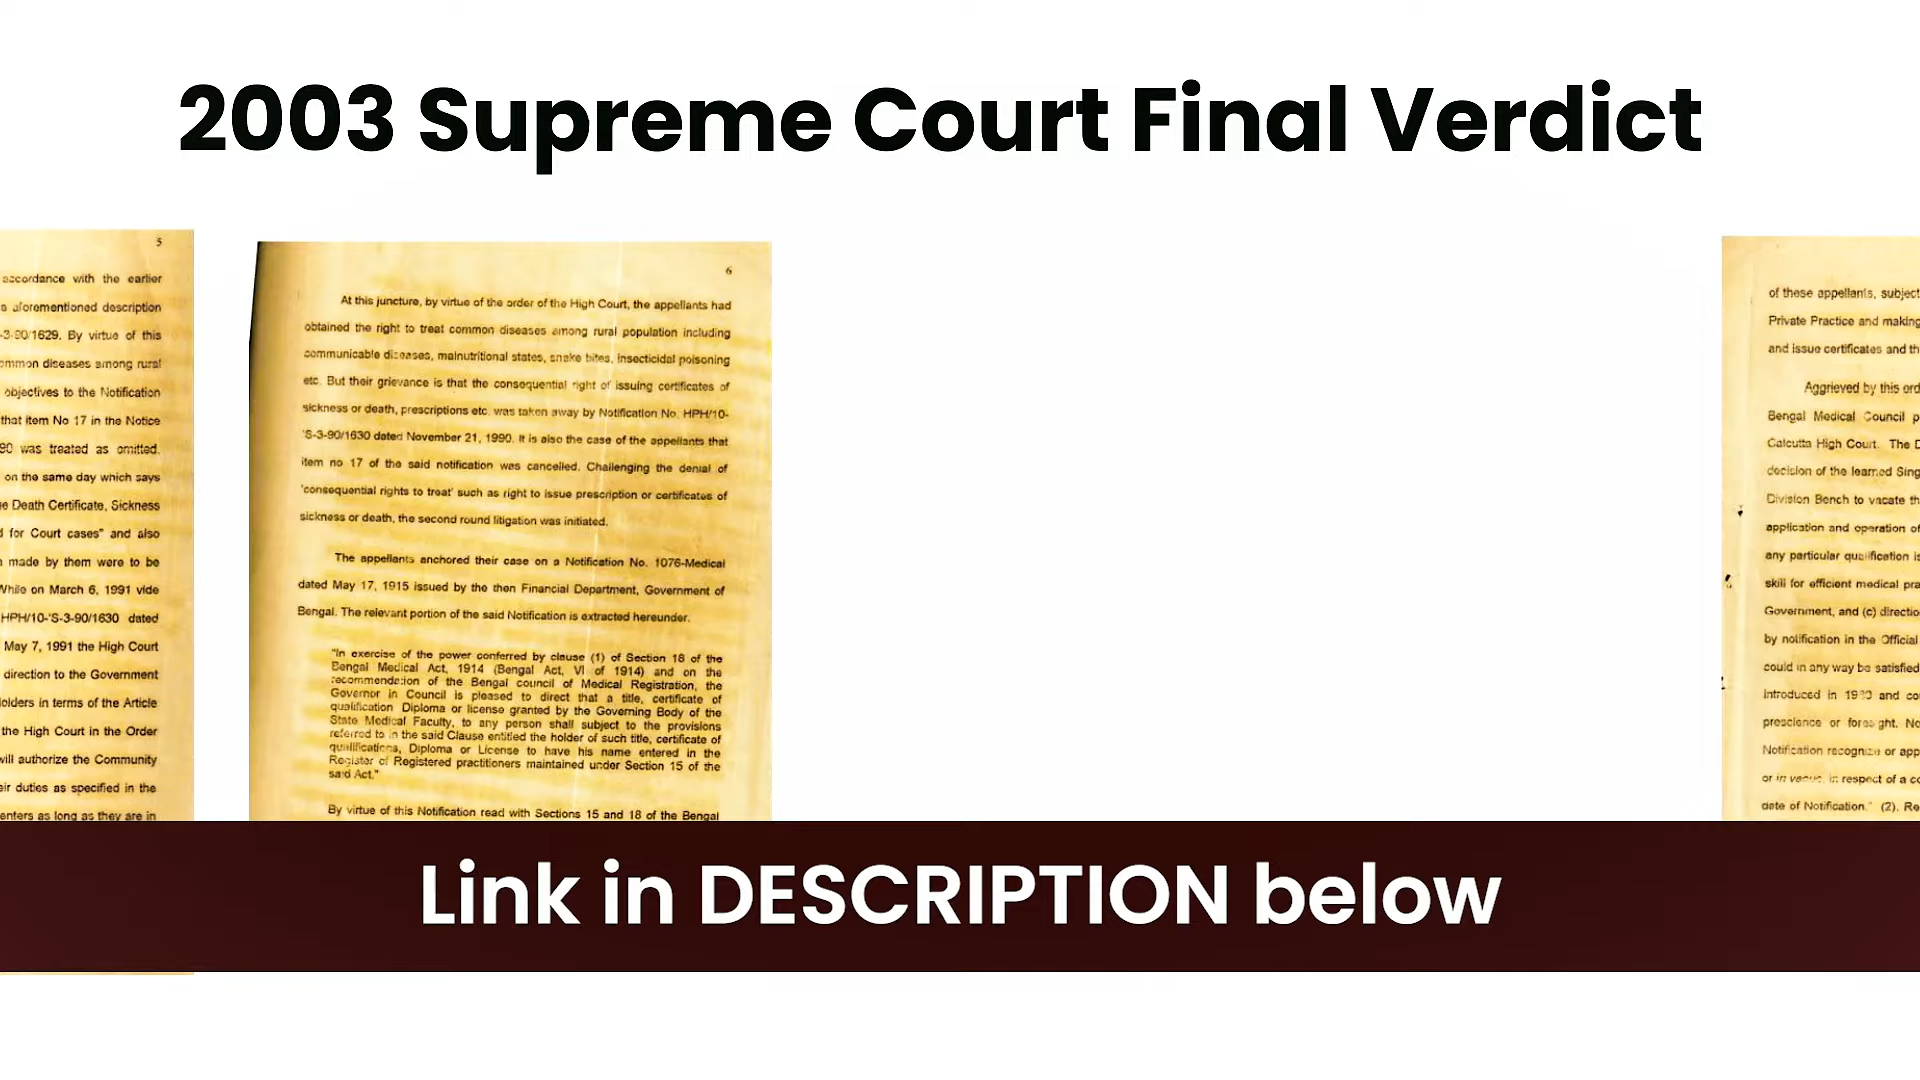 2003 Supreme Court Final Verdict
5
accordance with the earlier
aforementioned description
-3-90/1629. By virtue of this
common diseases among rural
objectives to the Notification
that item No 17 in the Notice
90 was treated as omitted.
on the same day which says
Death Certificate, Sickness
for Court cases" and also
made by them were to be
While on March 6, 1991 vide
HPH/10-'S-3-90/1630 dated
May 7, 1991 the High Court
direction to the Government
holders in terms of the Article
the High Court in the Order
will authorize the Community
duties as specified in the
as long as they are in
6
At this juncture, by virtue of the order of the High Court, the appellants had
obtained the right to treat common diseases among rural population including
communicable diseases, malnutritional states, snake bites, insecticidal poisoning
etc. But their grievance is that the consequential right of issuing certificates of
sickness or death, prescriptions etc. was taken away by Notification No. HPH/10-
'S-3-90/1630 dated November 21, 1990. It is also the case of the appellants that
item no 17 of the said notification was cancelled. Challenging the denial of
'consequential rights to treat' such as right to issue prescription or certificates of
sickness or death, the second round litigation was initiated.
The appellants anchored their case on a Notification No. 1076-Medical
dated May 17, 1915 issued by the then Financial Department, Government of
Bengal. The relevant portion of the said Notification is extracted hereunder.
"In exercise of the power conferred by clause (1) of Section 18 of the
Bengal Medical Act, 1914 (Bengal Act, VI of 1914) and on the
recommendation of the Bengal council of Medical Registration, the
Governor in Council is pleased to direct that a title, certificate of
qualification Diploma or license granted by the Governing Body of the
State Medical Faculty, to any person shall subject to the provisions
referred to in the said Clause entitled the holder of such title, certificate of
qualifications, Diploma or License to have his name entered in the
Register of Registered practitioners maintained under Section 15 of the
said Act."
By virtue of this Notification read with Sections 15 and 18 of the Bengal
of these appellants, subject
Private Practice and making
and issue certificates and
Aggrieved by this
Bengal Medical Council
Calcutta High Court. The
decision of the learned
Division Bench to vacate
application and operation of
any particular qualification
skill for efficient medical
Government, and (c)
by notification in the Official
could in any way be satisfied
introduced in and
prescience or foresight.
Notification recognize or
or in respect of a
date of Notification." (2).
Link in DESCRIPTION below